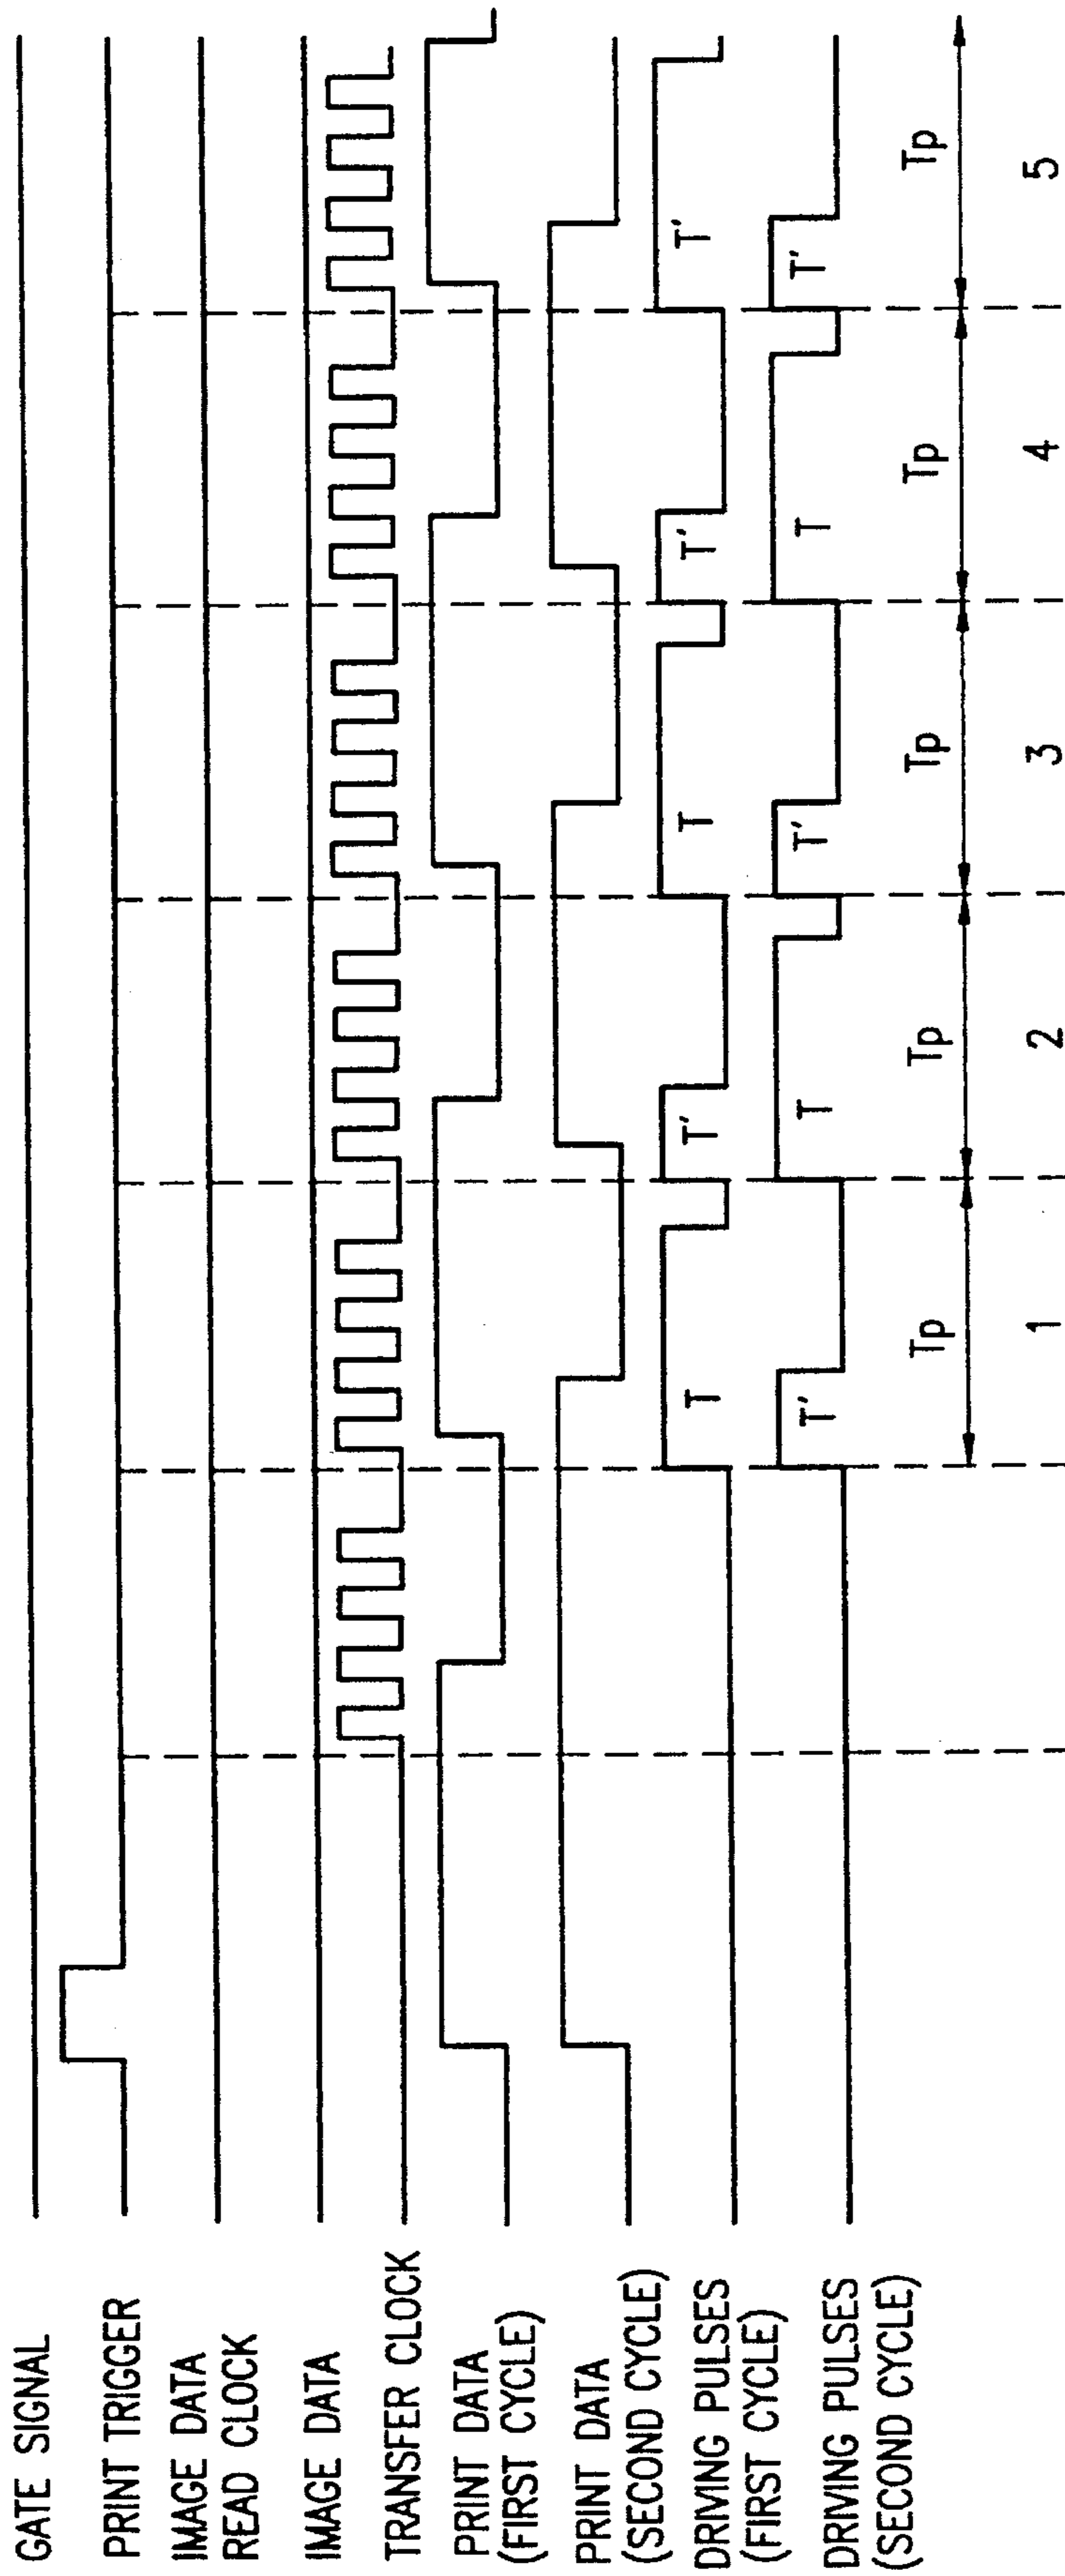 GATE SIGNAL
PRINT TRIGGER
IMAGE DATA
READ CLOCK
IMAGE DATA
TRANSFER CLOCK
PRINT DATA
(FIRST CYCLE)
PRINT DATA
(SECOND CYCLE)
DRIVING PULSES
(FIRST CYCLE)
T T' T T' T'
DRIVING PULSES
(SECOND CYCLE)
T' T T' T T'
Tp Tp Tp Tp Tp
1 2 3 4 5